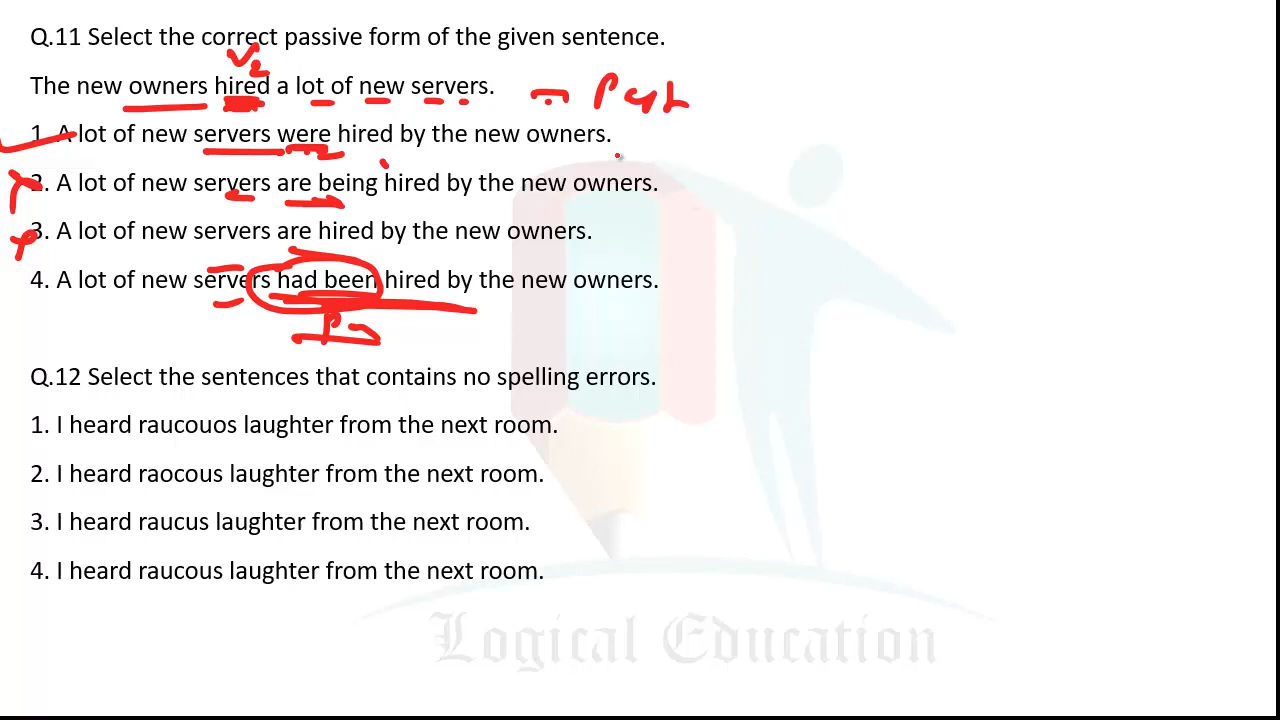 Q.11 Select the correct passive form of the given sentence.
V2
The new owners hired a lot of new servers.
Past
1. A lot of new servers were hired by the new owners.
2. A lot of new servers are being hired by the new owners.
3. A lot of new servers are hired by the new owners.
4. A lot of new servers had been hired by the new owners.
Q.12 Select the sentences that contains no spelling errors.
1. I heard raucouos laughter from the next room.
2. I heard raocous laughter from the next room.
3. I heard raucus laughter from the next room.
4. I heard raucous laughter from the next room.
Logical Education